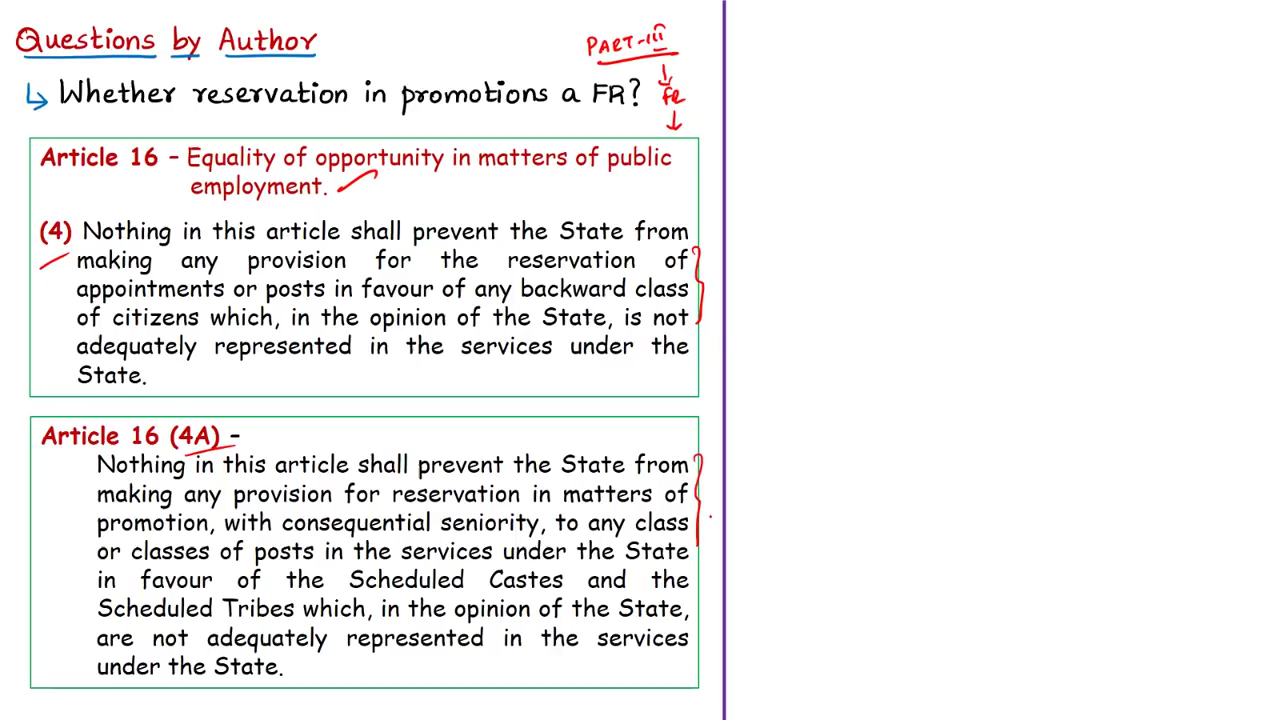 Questions by Author
PART-III
↳ Whether reservation in promotions a FR?
FR
Article 16 – Equality of opportunity in matters of public
employment.
(4) Nothing in this article shall prevent the State from
making any provision for the reservation of
appointments or posts in favour of any backward class
of citizens which, in the opinion of the State, is not
adequately represented in the services under the
State.
Article 16 (4A) –
Nothing in this article shall prevent the State from
making any provision for reservation in matters of
promotion, with consequential seniority, to any class
or classes of posts in the services under the State
in favour of the Scheduled Castes and the
Scheduled Tribes which, in the opinion of the State,
are not adequately represented in the services
under the State.